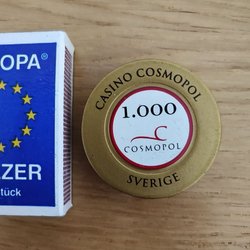 OPA®
ZER
tück
CASINO COSMOPOL
1.000
COSMOPOL
SVERIGE